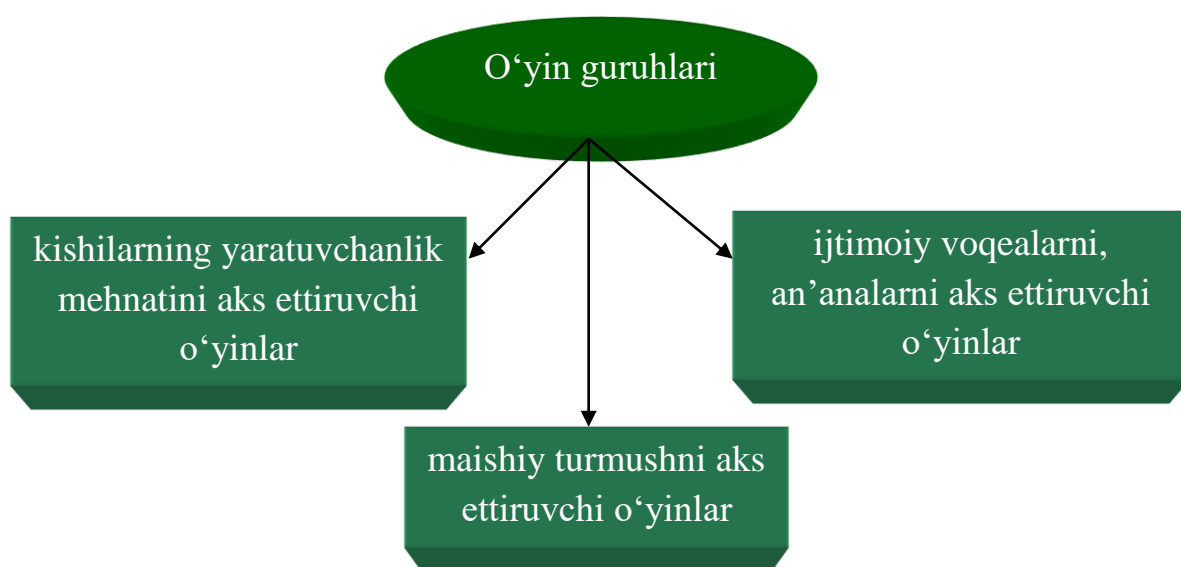 O‘yin guruhlari
kishilarning yaratuvchanlik
mehnatini aks ettiruvchi
o‘yinlar
ijtimoiy voqealarni,
an’analarni aks ettiruvchi
o‘yinlar
maishiy turmushni aks
ettiruvchi o‘yinlar